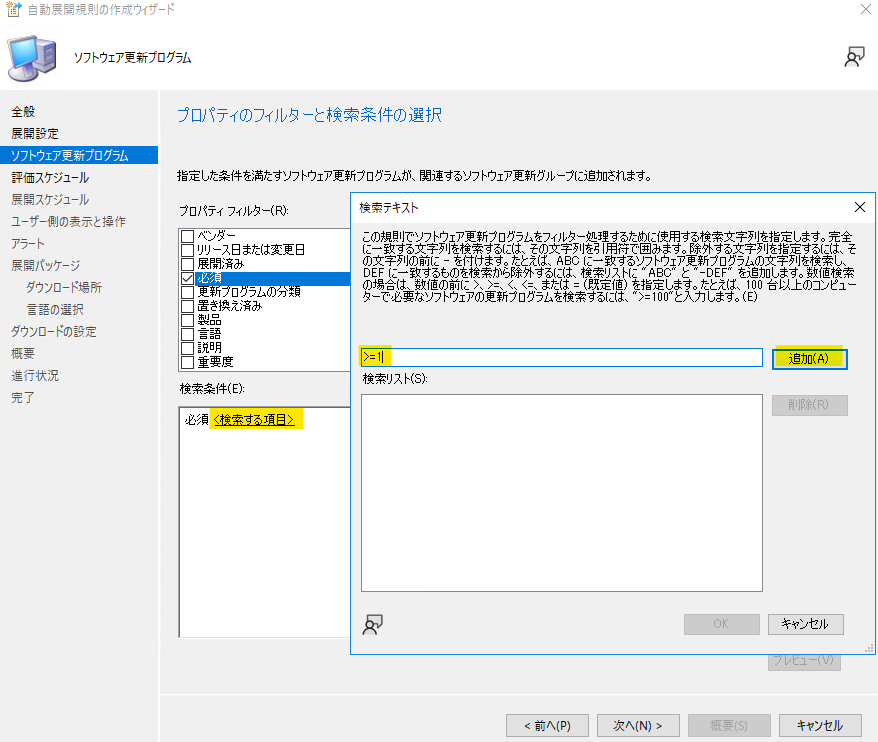 自動展開規則の作成ウィザード
ソフトウェア更新プログラム
全般
展開設定
ソフトウェア更新プログラム
評価スケジュール
展開スケジュール
ユーザー側の表示と操作
アラート
展開パッケージ
ダウンロード場所
言語の選択
ダウンロードの設定
概要
進行状況
完了
プロパティのフィルターと検索条件の選択
指定した条件を満たすソフトウェア更新プログラムが、関連するソフトウェア更新グループに追加されます。
プロパティ フィルター(R):
ベンダー
リリース日または変更日
展開済み
必須
更新プログラムの分類
置き換え済み
製品
言語
説明
重要度
検索条件(E):
必須 <検索する項目>
検索テキスト
この規則でソフトウェア更新プログラムをフィルター処理するために使用する検索文字列を指定します。完全
に一致する文字列を検索するには、その文字列を引用符で囲みます。除外する文字列を指定するには、そ
の文字列の前に - を付けます。たとえば、ABC に一致するソフトウェア更新プログラムの文字列を検索し、
DEF に一致するものを検索から除外するには、検索リストに "ABC" と "-DEF" を追加します。数値検索
の場合は、数値の前に >、>=、<、<=、または = (既定値) を指定します。たとえば、100 台以上のコンピュー
ターで必要なソフトウェアの更新プログラムを検索するには、">=100"と入力します。(E)
>=1
追加(A)
検索リスト(S):
削除(R)
OK
キャンセル
プレビュー(V)
< 前へ(P)
次へ(N) >
概要(S)
キャンセル